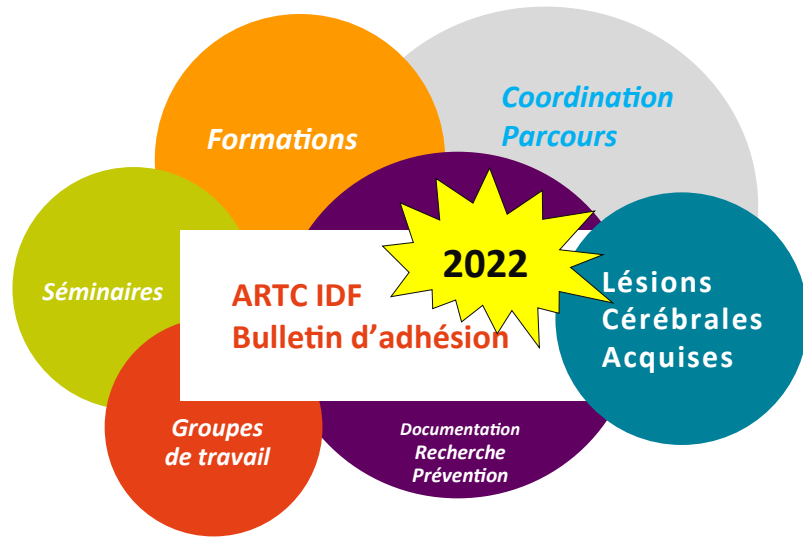 Coordination
Parcours
Formations
2022
Séminaires
ARTC IDF
Bulletin d'adhésion
Lésions
Cérébrales
Acquises
Groupes
de travail
Documentation
Recherche
Prévention